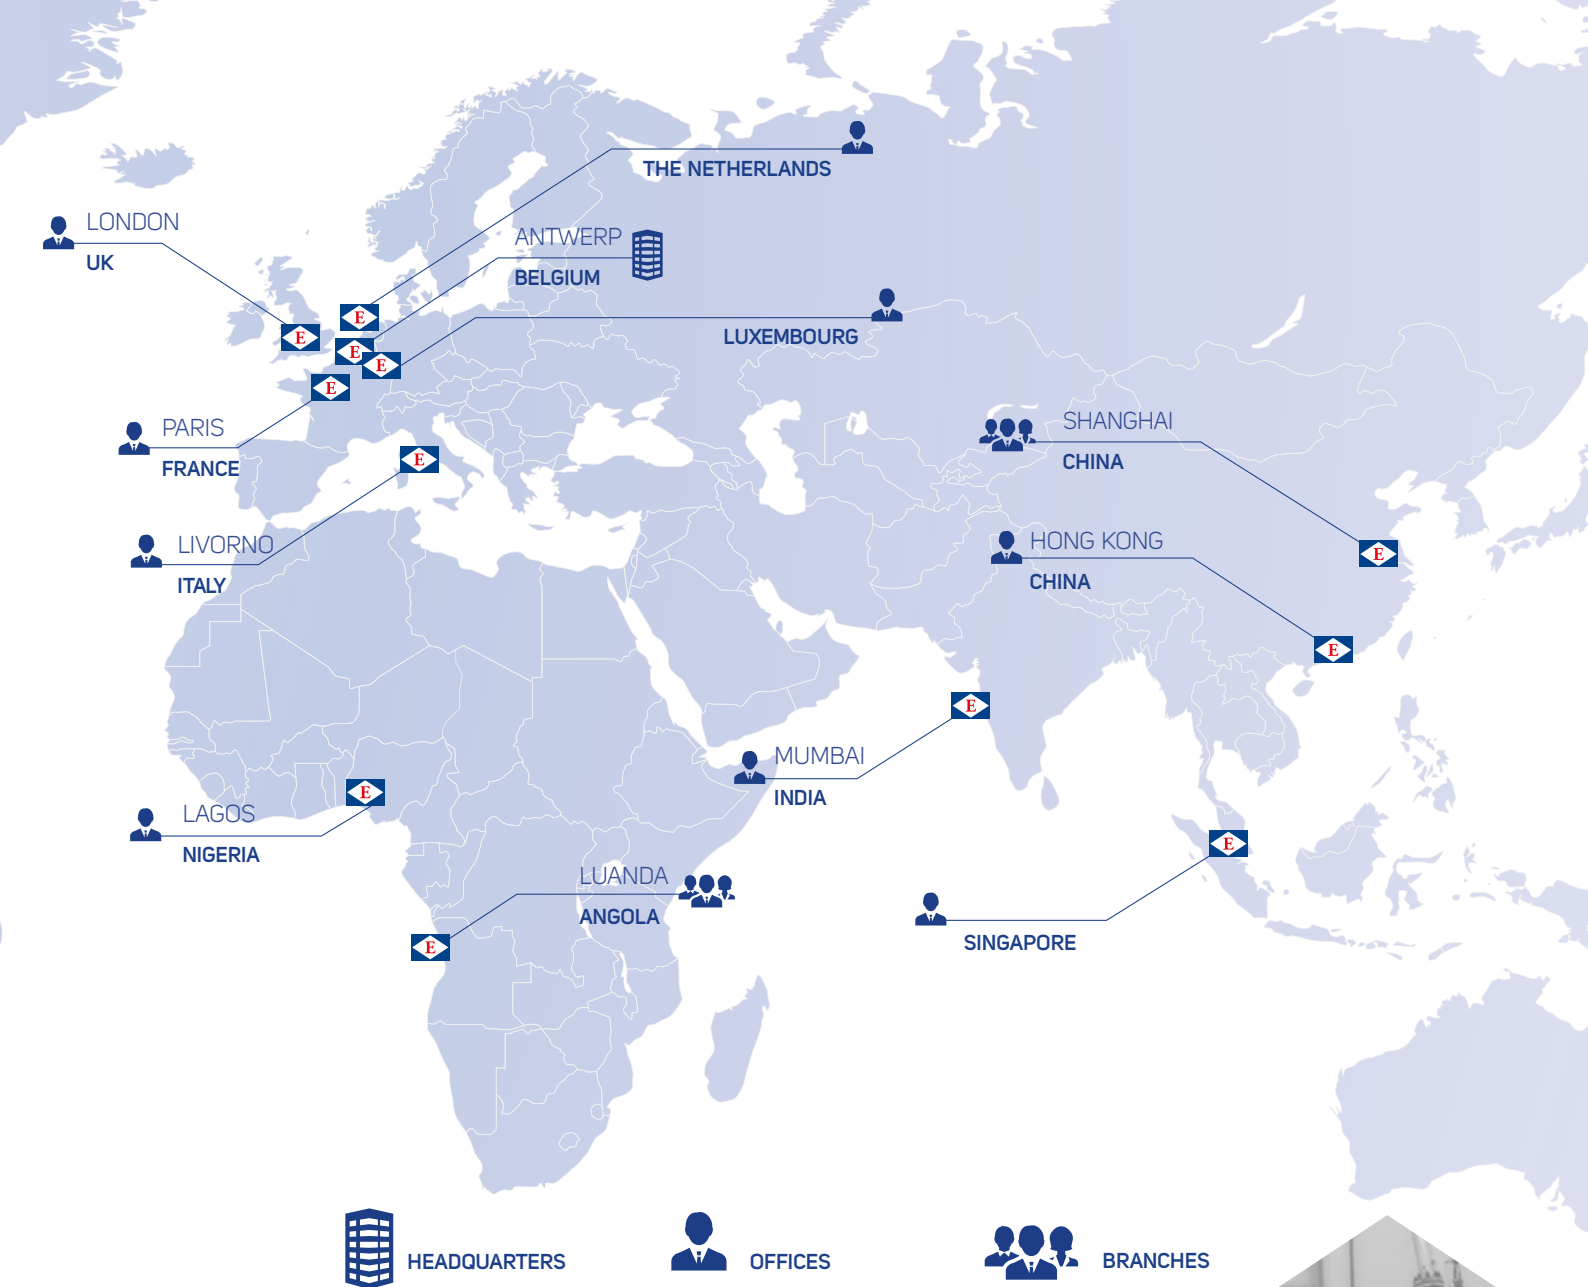 THE NETHERLANDS
LONDON
UK
ANTWERP
BELGIUM
LUXEMBOURG
E
E
E
E
E
PARIS
FRANCE
E
SHANGHAI
CHINA
LIVORNO
ITALY
HONG KONG
CHINA
E
E
E
MUMBAI
INDIA
E
LAGOS
NIGERIA
E
LUANDA
ANGOLA
E
SINGAPORE
HEADQUARTERS
OFFICES
BRANCHES